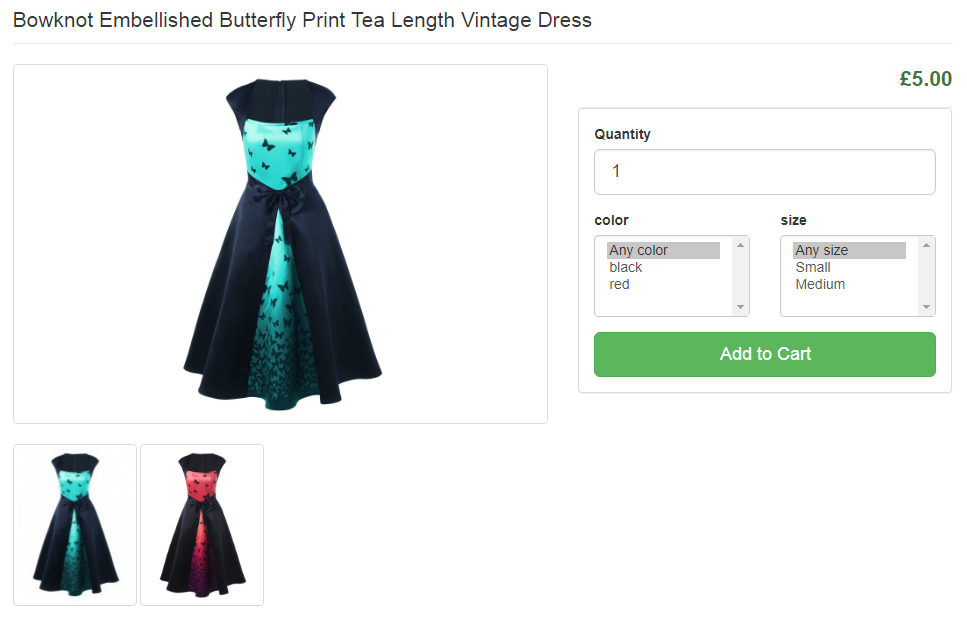 Bowknot Embellished Butterfly Print Tea Length Vintage Dress
£5.00
Quantity
1
color
Any color
black
red
size
Any size
Small
Medium
Add to Cart